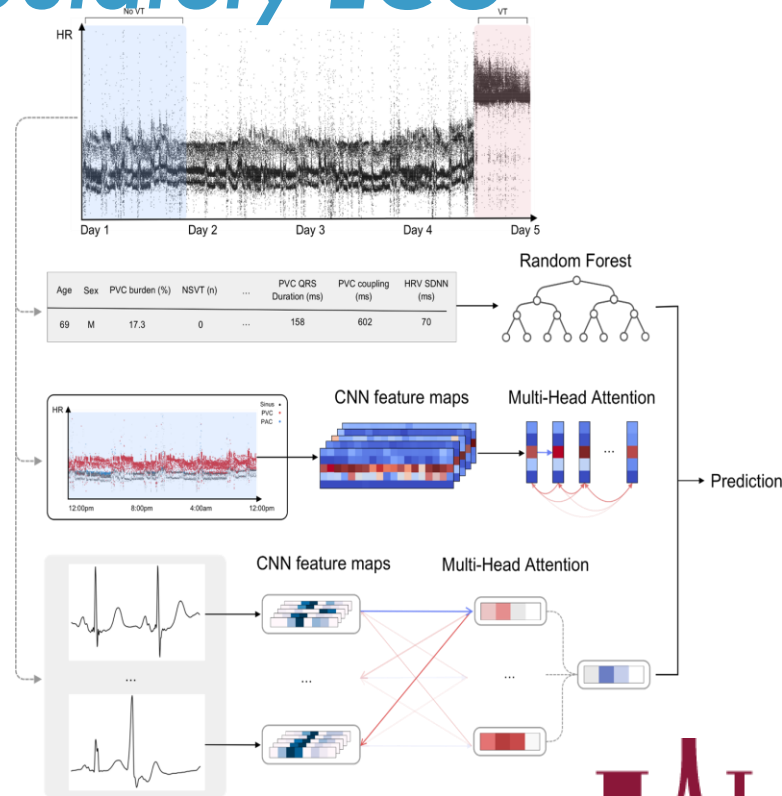 No VT
VT
HR
Day 1
Day 2
Day 3
Day 4
Day 5
Random Forest
Age Sex PVC burden (%) NSVT (n) ... PVC QRS Duration (ms) PVC coupling (ms) HRV SDNN (ms)
69 M 17.3 0 ... 158 602 70
CNN feature maps
Multi-Head Attention
HR
Sinus
PVC
PAC
...
12:00pm
8:00pm
4:00am
12:00pm
Prediction
CNN feature maps
Multi-Head Attention
...
...
...